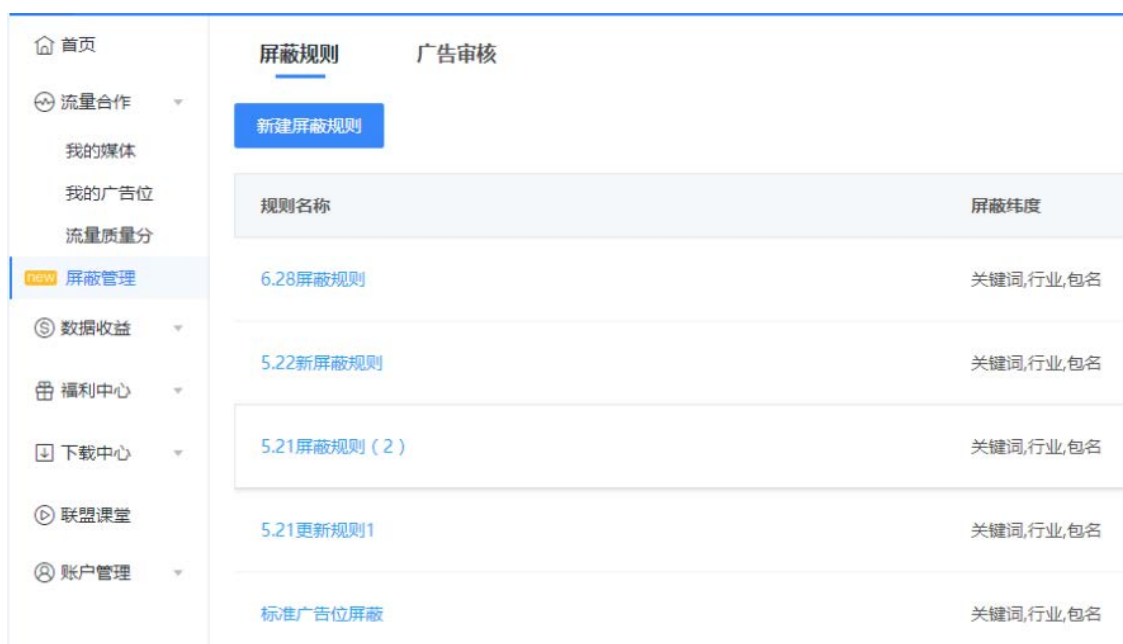 首页
流量合作
我的媒体
我的广告位
流量质量分
new 屏蔽管理
数据收益
福利中心
下载中心
联盟课堂
账户管理
屏蔽规则 广告审核
新建屏蔽规则
规则名称 屏蔽纬度
6.28屏蔽规则 关键词,行业,包名
5.22新屏蔽规则 关键词,行业,包名
5.21屏蔽规则（2） 关键词,行业,包名
5.21更新规则1 关键词,行业,包名
标准广告位屏蔽 关键词,行业,包名